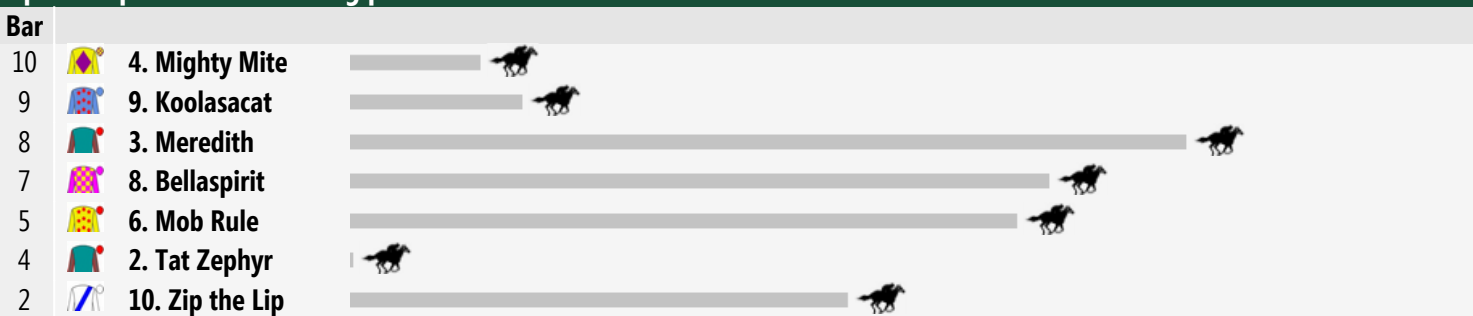 Bar
10 4. Mighty Mite
9 9. Koolasacat
8 3. Meredith
7 8. Bellaspirit
5 6. Mob Rule
4 2. Tat Zephyr
2 10. Zip the Lip